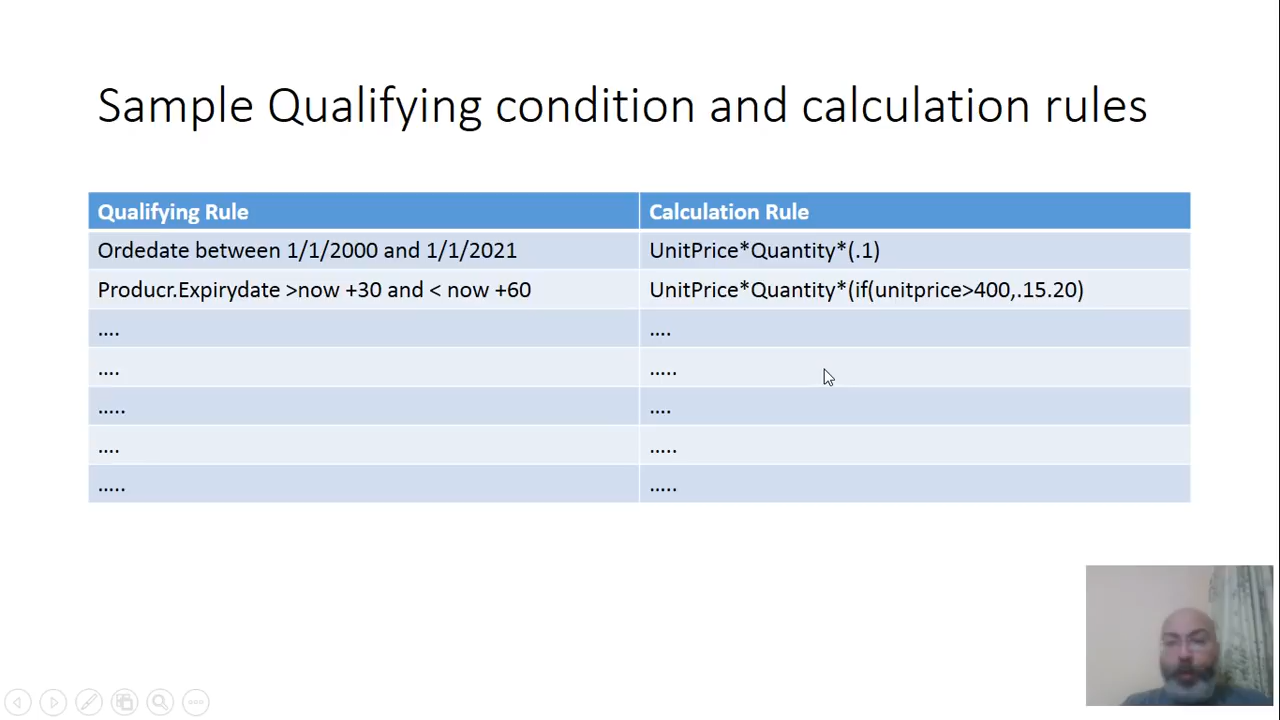 Sample Qualifying condition and calculation rules
Qualifying Rule Calculation Rule
Ordedate between 1/1/2000 and 1/1/2021 UnitPrice*Quantity*(.1)
Producr.Expirydate >now +30 and < now +60 UnitPrice*Quantity*(if(unitprice>400,.15.20)
.... ....
.... .....
..... ....
.... .....
..... .....